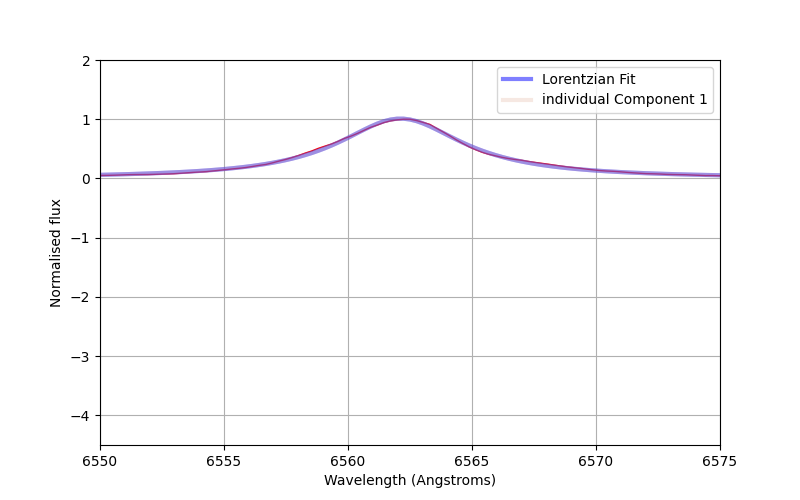 Lorentzian Fit
individual Component 1
2
1
0
−1
−2
−3
−4
Normalised flux
6550 6555 6560 6565 6570 6575
Wavelength (Angstroms)